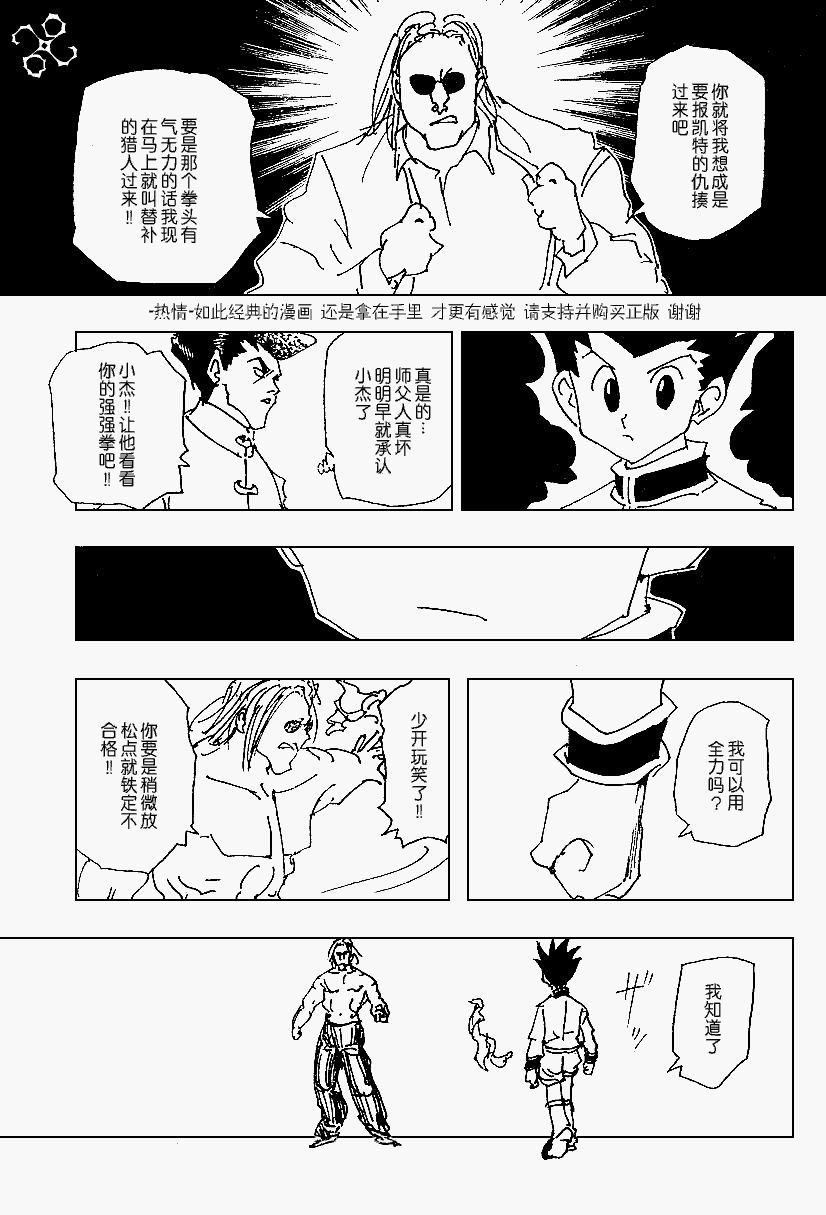 你就将我想成是
要报凯特的仇揍
过来吧
要是那个拳头有
气无力的话我现
在马上就叫替补
的猎人过来!!
-热情-如此经典的漫画 还是拿在手里 才更有感觉 请支持并购买正版 谢谢
真是的…
师父人真坏
明明早就承认
小杰了
小杰!!让他看看
你的强强拳吧!!
我可以用
全力吗?
少开玩笑了!!
你要是稍微放
松点就铁定不
合格!!
我知道了